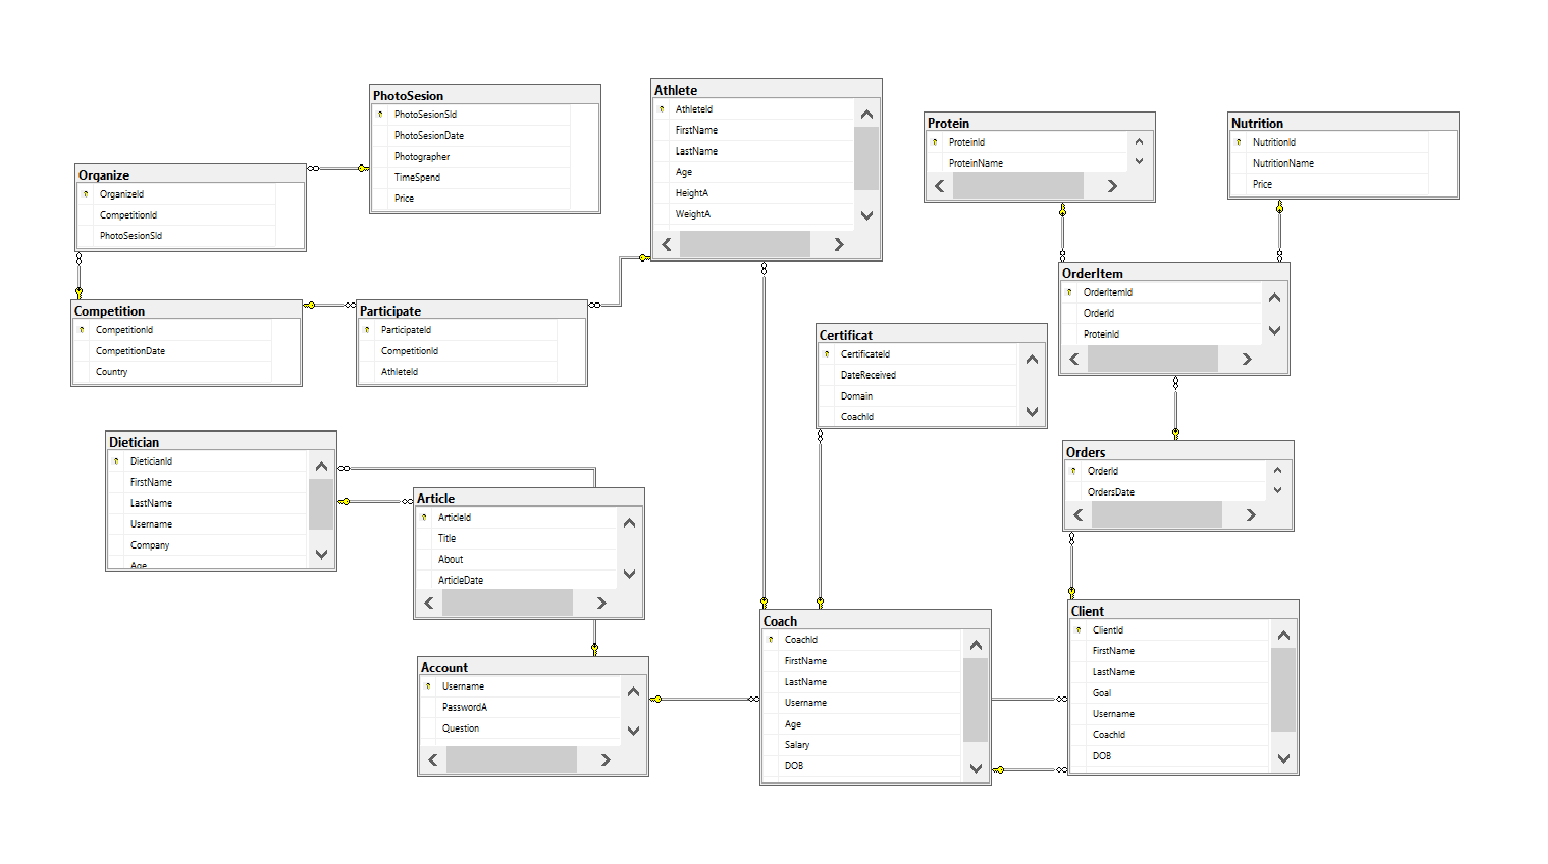 PhotoSesion
PhotoSesionSId
PhotoSesionDate
Photographer
TimeSpend
Price
Athlete
AthleteId
FirstName
LastName
Age
HeightA
WeightA
Protein
ProteinId
ProteinName
Nutrition
NutritionId
NutritionName
Price
Organize
OrganizeId
CompetitionId
PhotoSesionSId
Competition
CompetitionId
CompetitionDate
Country
Participate
ParticipateId
CompetitionId
AthleteId
OrderItem
OrderItemId
OrderId
ProteinId
Certificat
CertificateId
DateReceived
Domain
CoachId
Dietician
DieticianId
FirstName
LastName
Username
Company
Age
Article
ArticleId
Title
About
ArticleDate
Orders
OrderId
OrdersDate
Account
Username
PasswordA
Question
Coach
CoachId
FirstName
LastName
Username
Age
Salary
DOB
Client
ClientId
FirstName
LastName
Goal
Username
CoachId
DOB